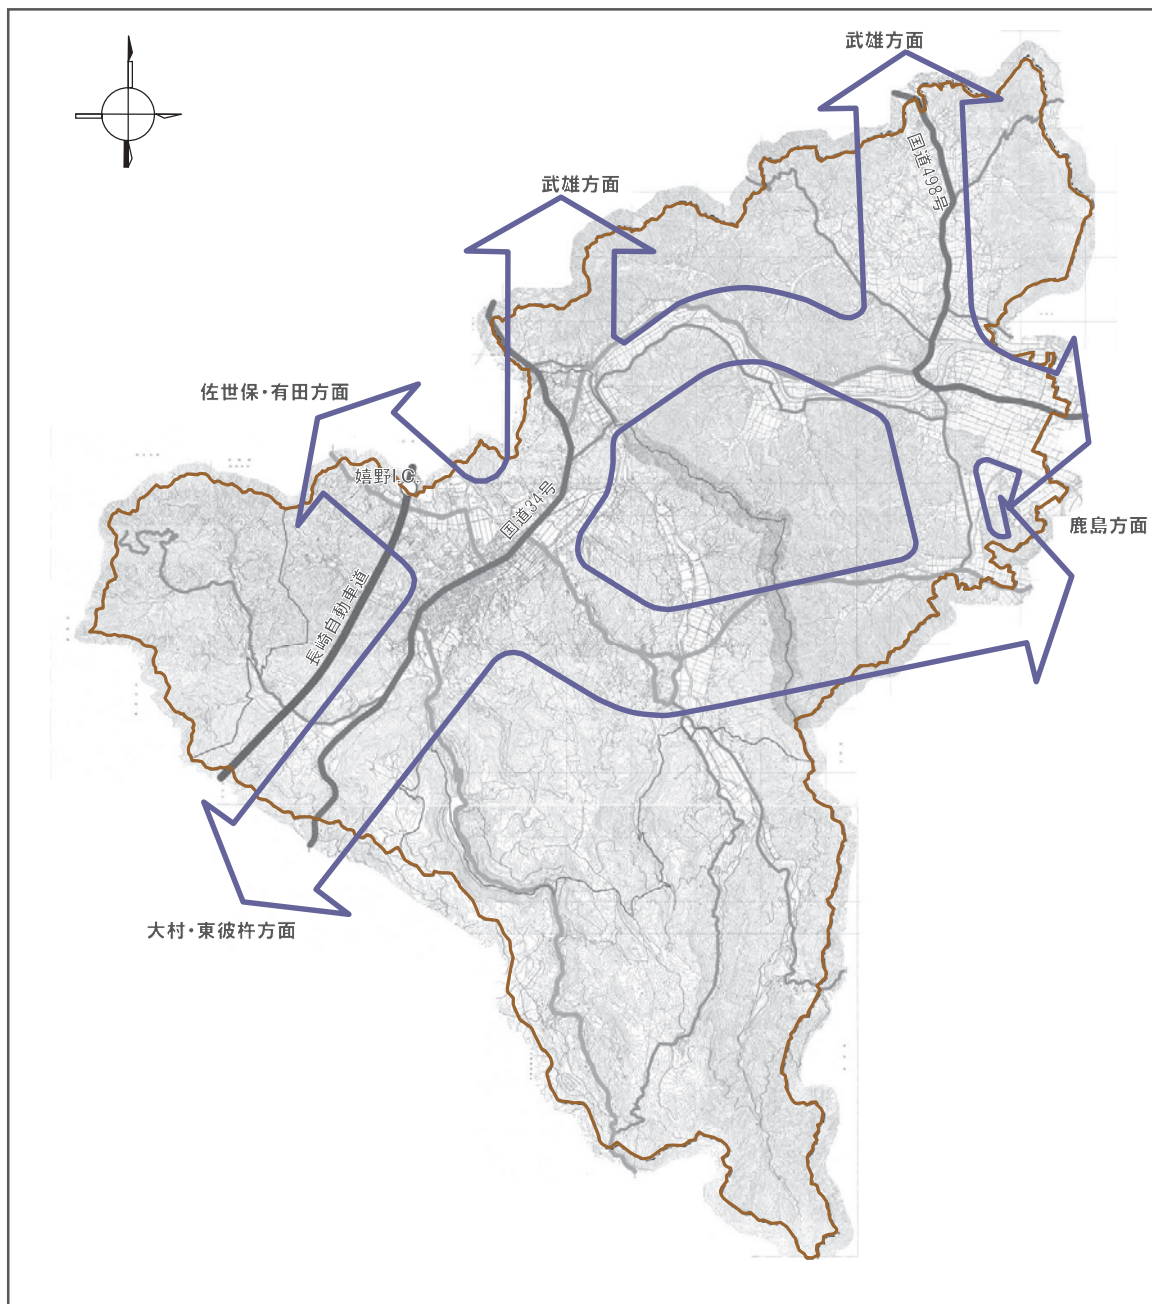 武雄方面
国道498号
武雄方面
佐世保・有田方面
嬉野I.C.
国道34号
鹿島方面
長崎自動車道
大村・東彼杵方面